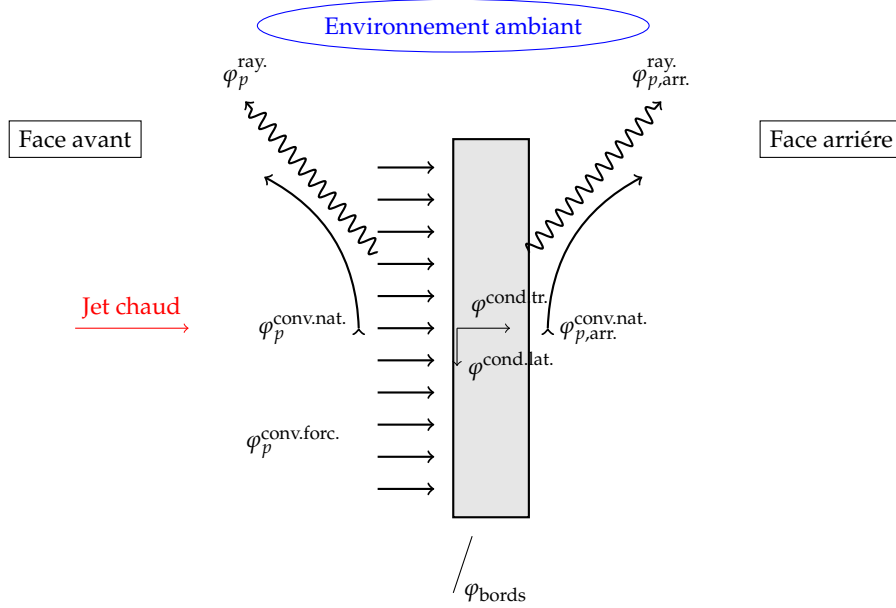 Environnement ambiant
φ_p^ray.
φ_p,arr.^ray.
Face avant
Face arriére
φ^cond.tr.
Jet chaud
φ_p^conv.nat.
φ_p,arr.^conv.nat.
φ^cond.lat.
φ_p^conv.forc.
φ_bords